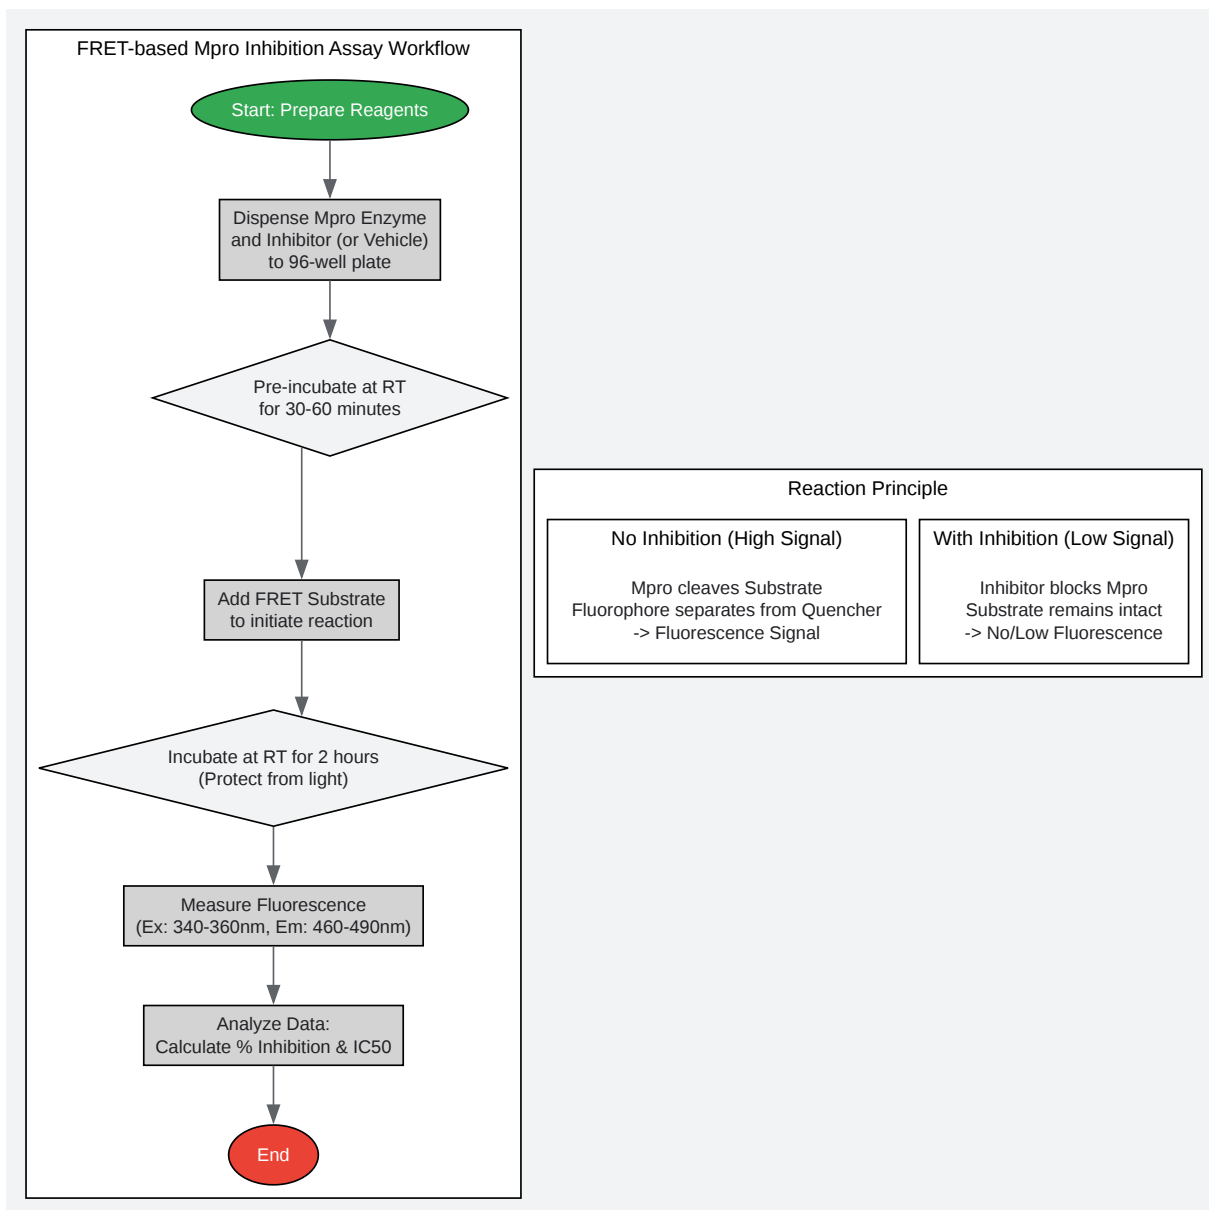 FRET-based Mpro Inhibition Assay Workflow
Start: Prepare Reagents
Dispense Mpro Enzyme
and Inhibitor (or Vehicle)
to 96-well plate
Pre-incubate at RT
for 30-60 minutes
Add FRET Substrate
to initiate reaction
Incubate at RT for 2 hours
(Protect from light)
Measure Fluorescence
(Ex: 340-360nm, Em: 460-490nm)
Analyze Data:
Calculate % Inhibition & IC50
End
Reaction Principle
No Inhibition (High Signal)
Mpro cleaves Substrate
Fluorophore separates from Quencher
-> Fluorescence Signal
With Inhibition (Low Signal)
Inhibitor blocks Mpro
Substrate remains intact
-> No/Low Fluorescence